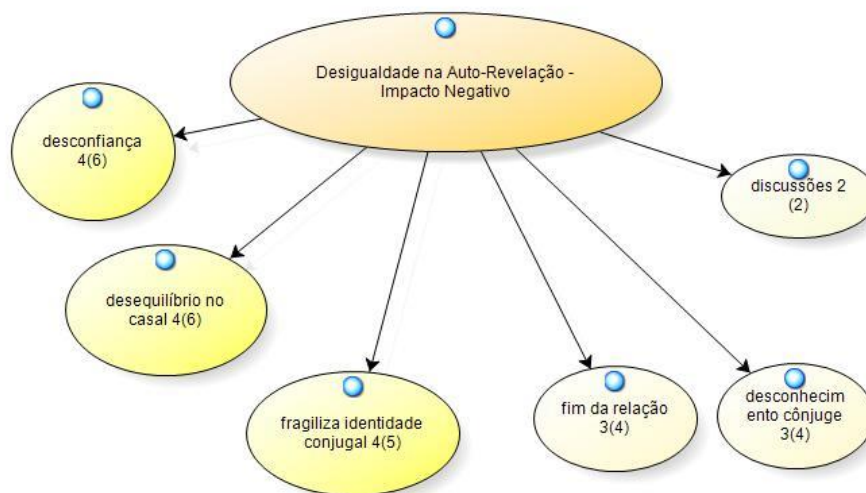 Desigualdade na Auto-Revelação -
Impacto Negativo
desconfiança
4(6)
desequilíbrio no
casal 4(6)
fragiliza identidade
conjugal 4(5)
fim da relação
3(4)
desconhecim
ento cônjuge
3(4)
discussões 2
(2)